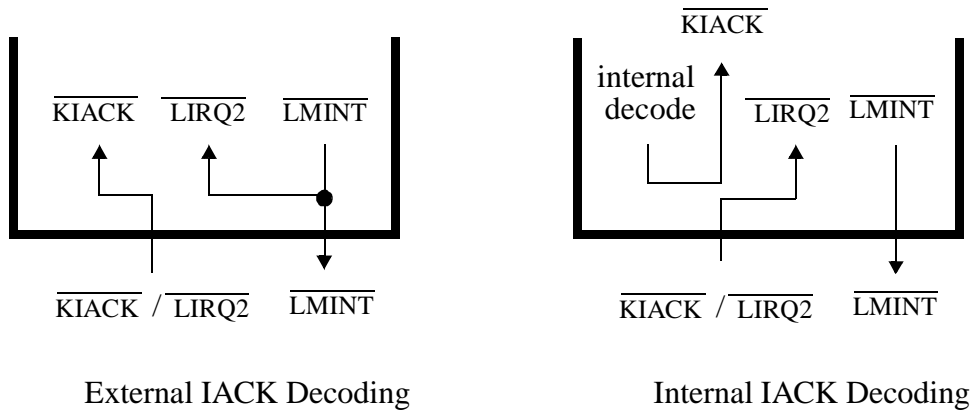 KIACK LIRQ2 LMINT
KIACK / LIRQ2 LMINT
External IACK Decoding
KIACK
internal
decode
LIRQ2 LMINT
KIACK / LIRQ2 LMINT
Internal IACK Decoding